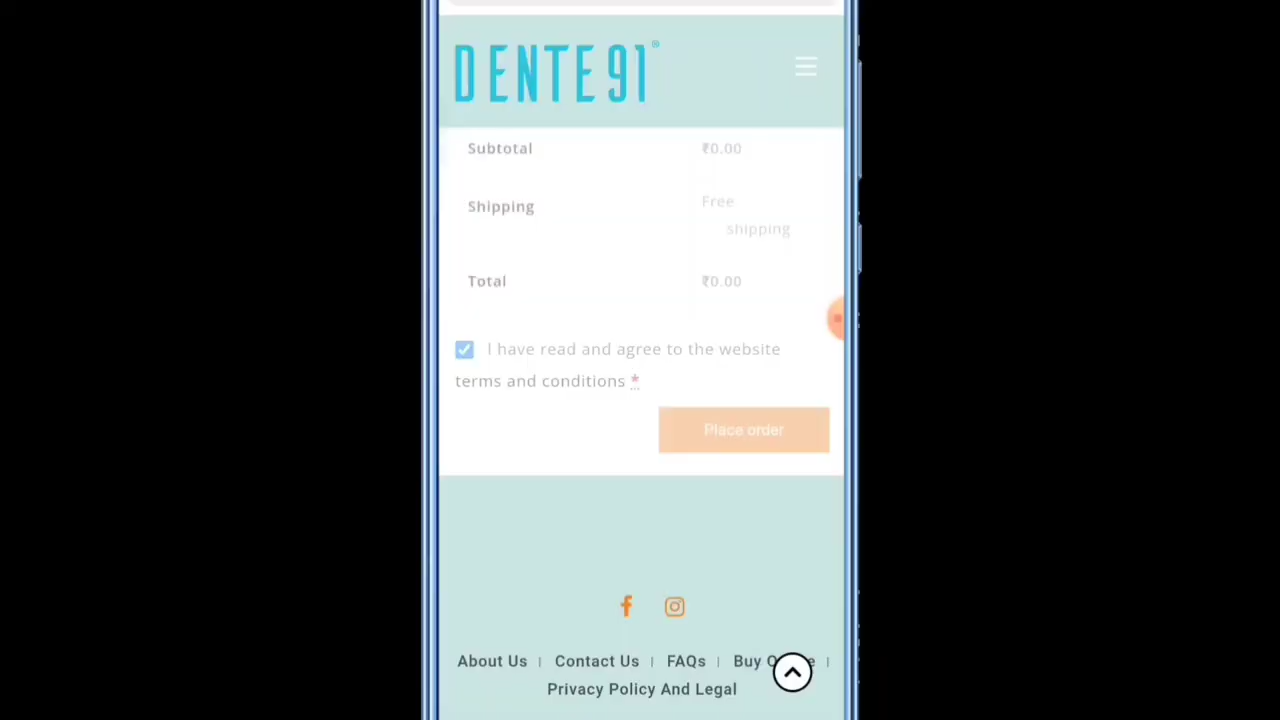 DENTE91®
Subtotal ₹0.00
Shipping Free
shipping
Total ₹0.00
I have read and agree to the website
terms and conditions *
Place order
About Us | Contact Us | FAQs | Buy O e |
Privacy Policy And Legal